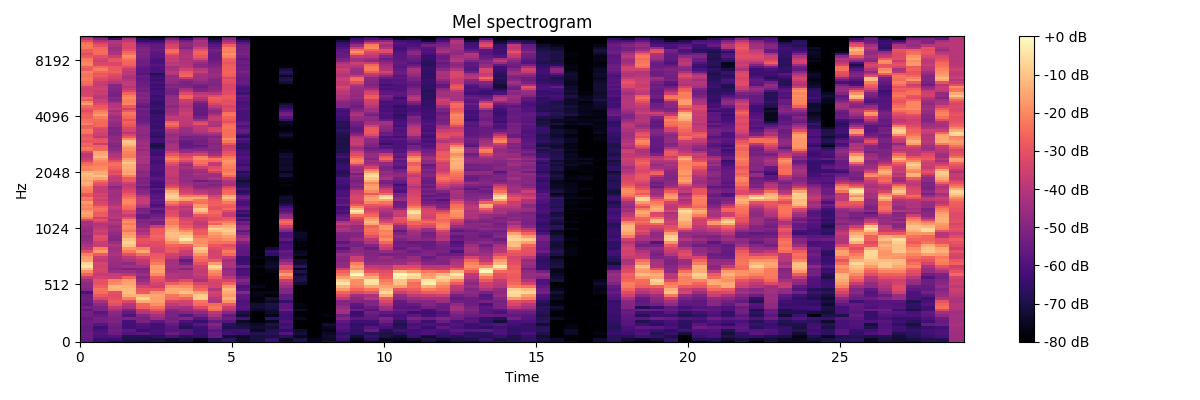 Mel spectrogram
8192
4096
2048
1024
512
0
Hz
0 5 10 15 20 25
Time
+0 dB
-10 dB
-20 dB
-30 dB
-40 dB
-50 dB
-60 dB
-70 dB
-80 dB